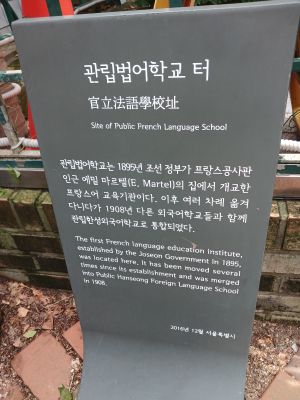 관립법어학교 터
官立法語學校址
Site of Public French Language School
관립법어학교는 1895년 조선 정부가 프랑스공사관
인근 에밀 마르텔(E. Martel)의 집에서 개교한
프랑스어 교육기관이다. 이후 여러 차례 옮겨
다니다가 1908년 다른 외국어학교들과 함께
관립한성외국어학교로 통합되었다.
The first French language education institute,
established by the Joseon Government in 1895,
was located here. It has been moved several
times since its establishment and was merged
into Public Hanseong Foreign Language School
in 1908.
2016년 12월 서울특별시